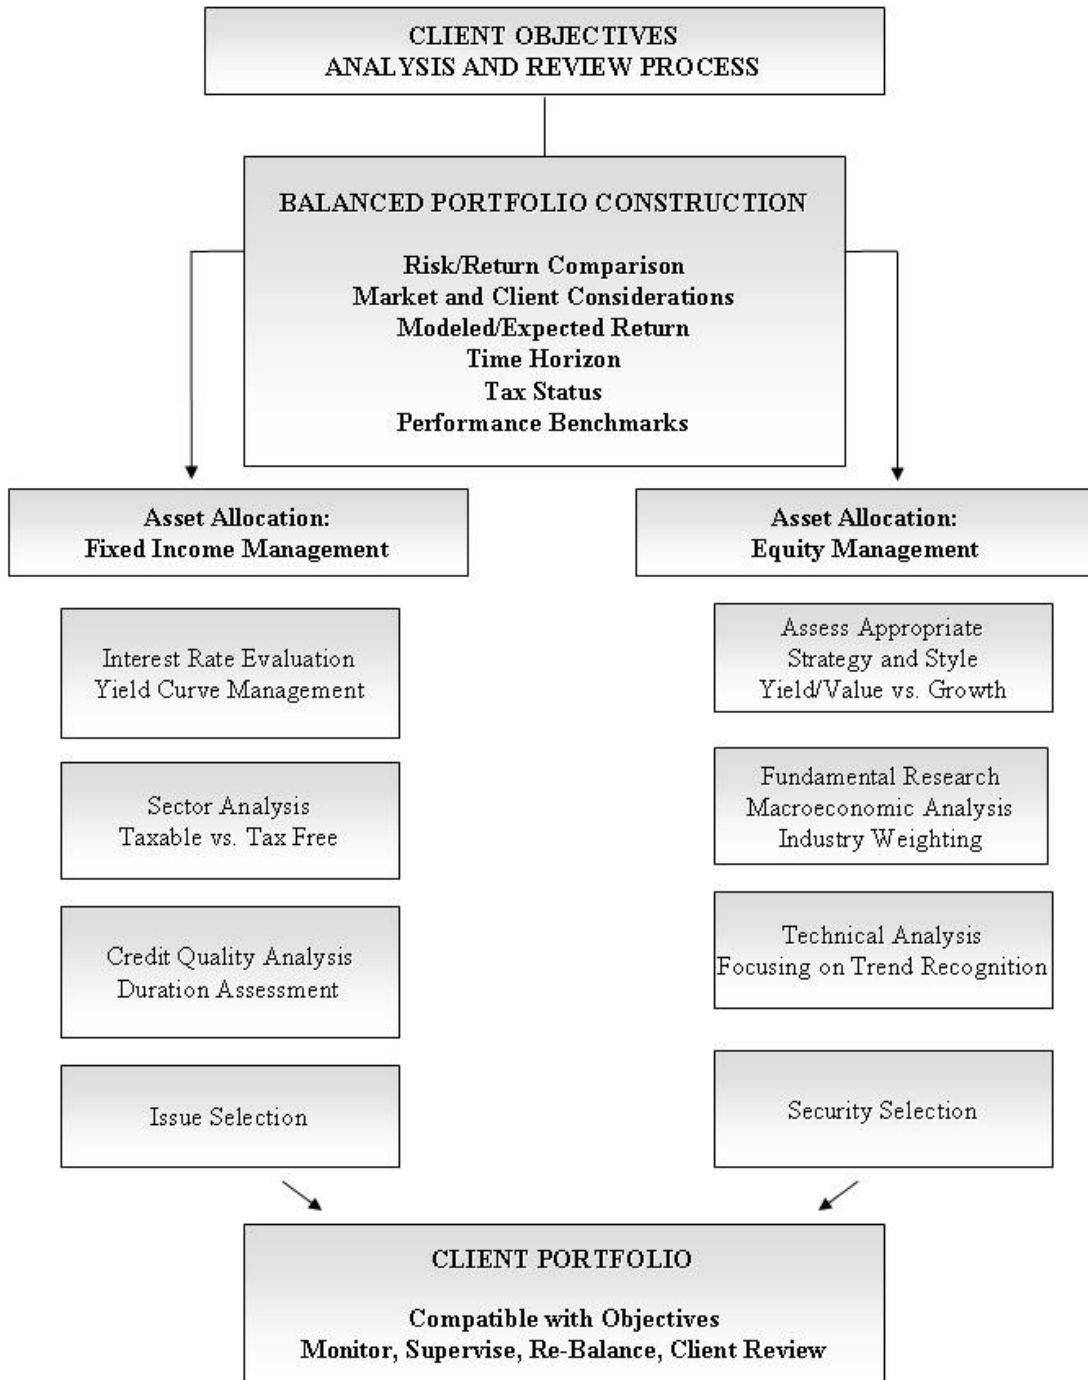 CLIENT OBJECTIVES
ANALYSIS AND REVIEW PROCESS
BALANCED PORTFOLIO CONSTRUCTION
Risk/Return Comparison
Market and Client Considerations
Modeled/Expected Return
Time Horizon
Tax Status
Performance Benchmarks
Asset Allocation:
Fixed Income Management
Interest Rate Evaluation
Yield Curve Management
Sector Analysis
Taxable vs. Tax Free
Credit Quality Analysis
Duration Assessment
Issue Selection
Asset Allocation:
Equity Management
Assess Appropriate
Strategy and Style
Yield/Value vs. Growth
Fundamental Research
Macroeconomic Analysis
Industry Weighting
Technical Analysis
Focusing on Trend Recognition
Security Selection
CLIENT PORTFOLIO
Compatible with Objectives
Monitor, Supervise, Re-Balance, Client Review